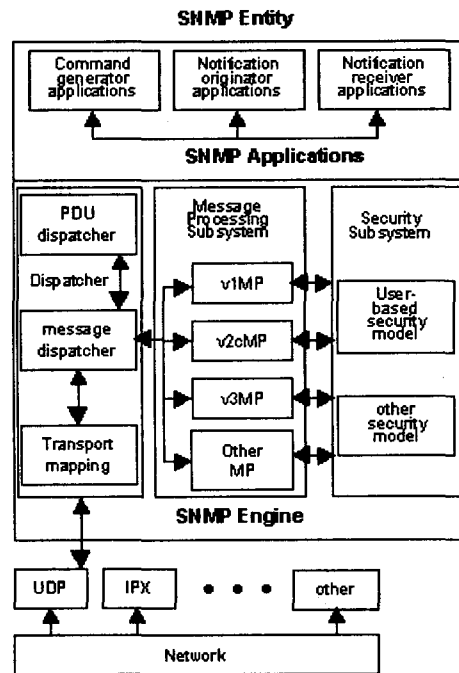 SNMP Entity
Command
generator
applications
Notification
originator
applications
Notification
receiver
applications
SNMP Applications
PDU
dispatcher
Dispatcher
message
dispatcher
Transport
mapping
Message
Processing
Subsystem
v1MP
v2cMP
v3MP
Other
MP
Security
Subsystem
User-
based
security
model
other
security
model
SNMP Engine
UDP
IPX
other
Network